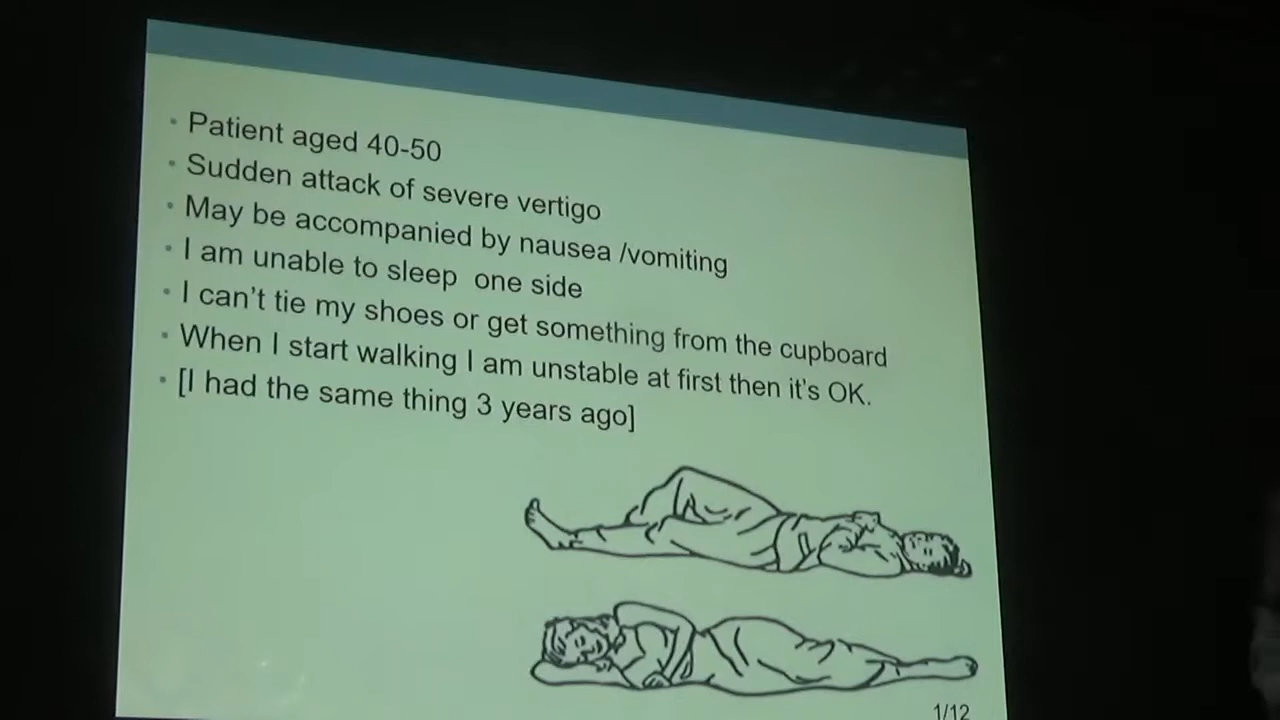 • Patient aged 40-50
• Sudden attack of severe vertigo
• May be accompanied by nausea /vomiting
• I am unable to sleep  one side
• I can't tie my shoes or get something from the cupboard
• When I start walking I am unstable at first then it's OK.
• [I had the same thing 3 years ago]
1/12